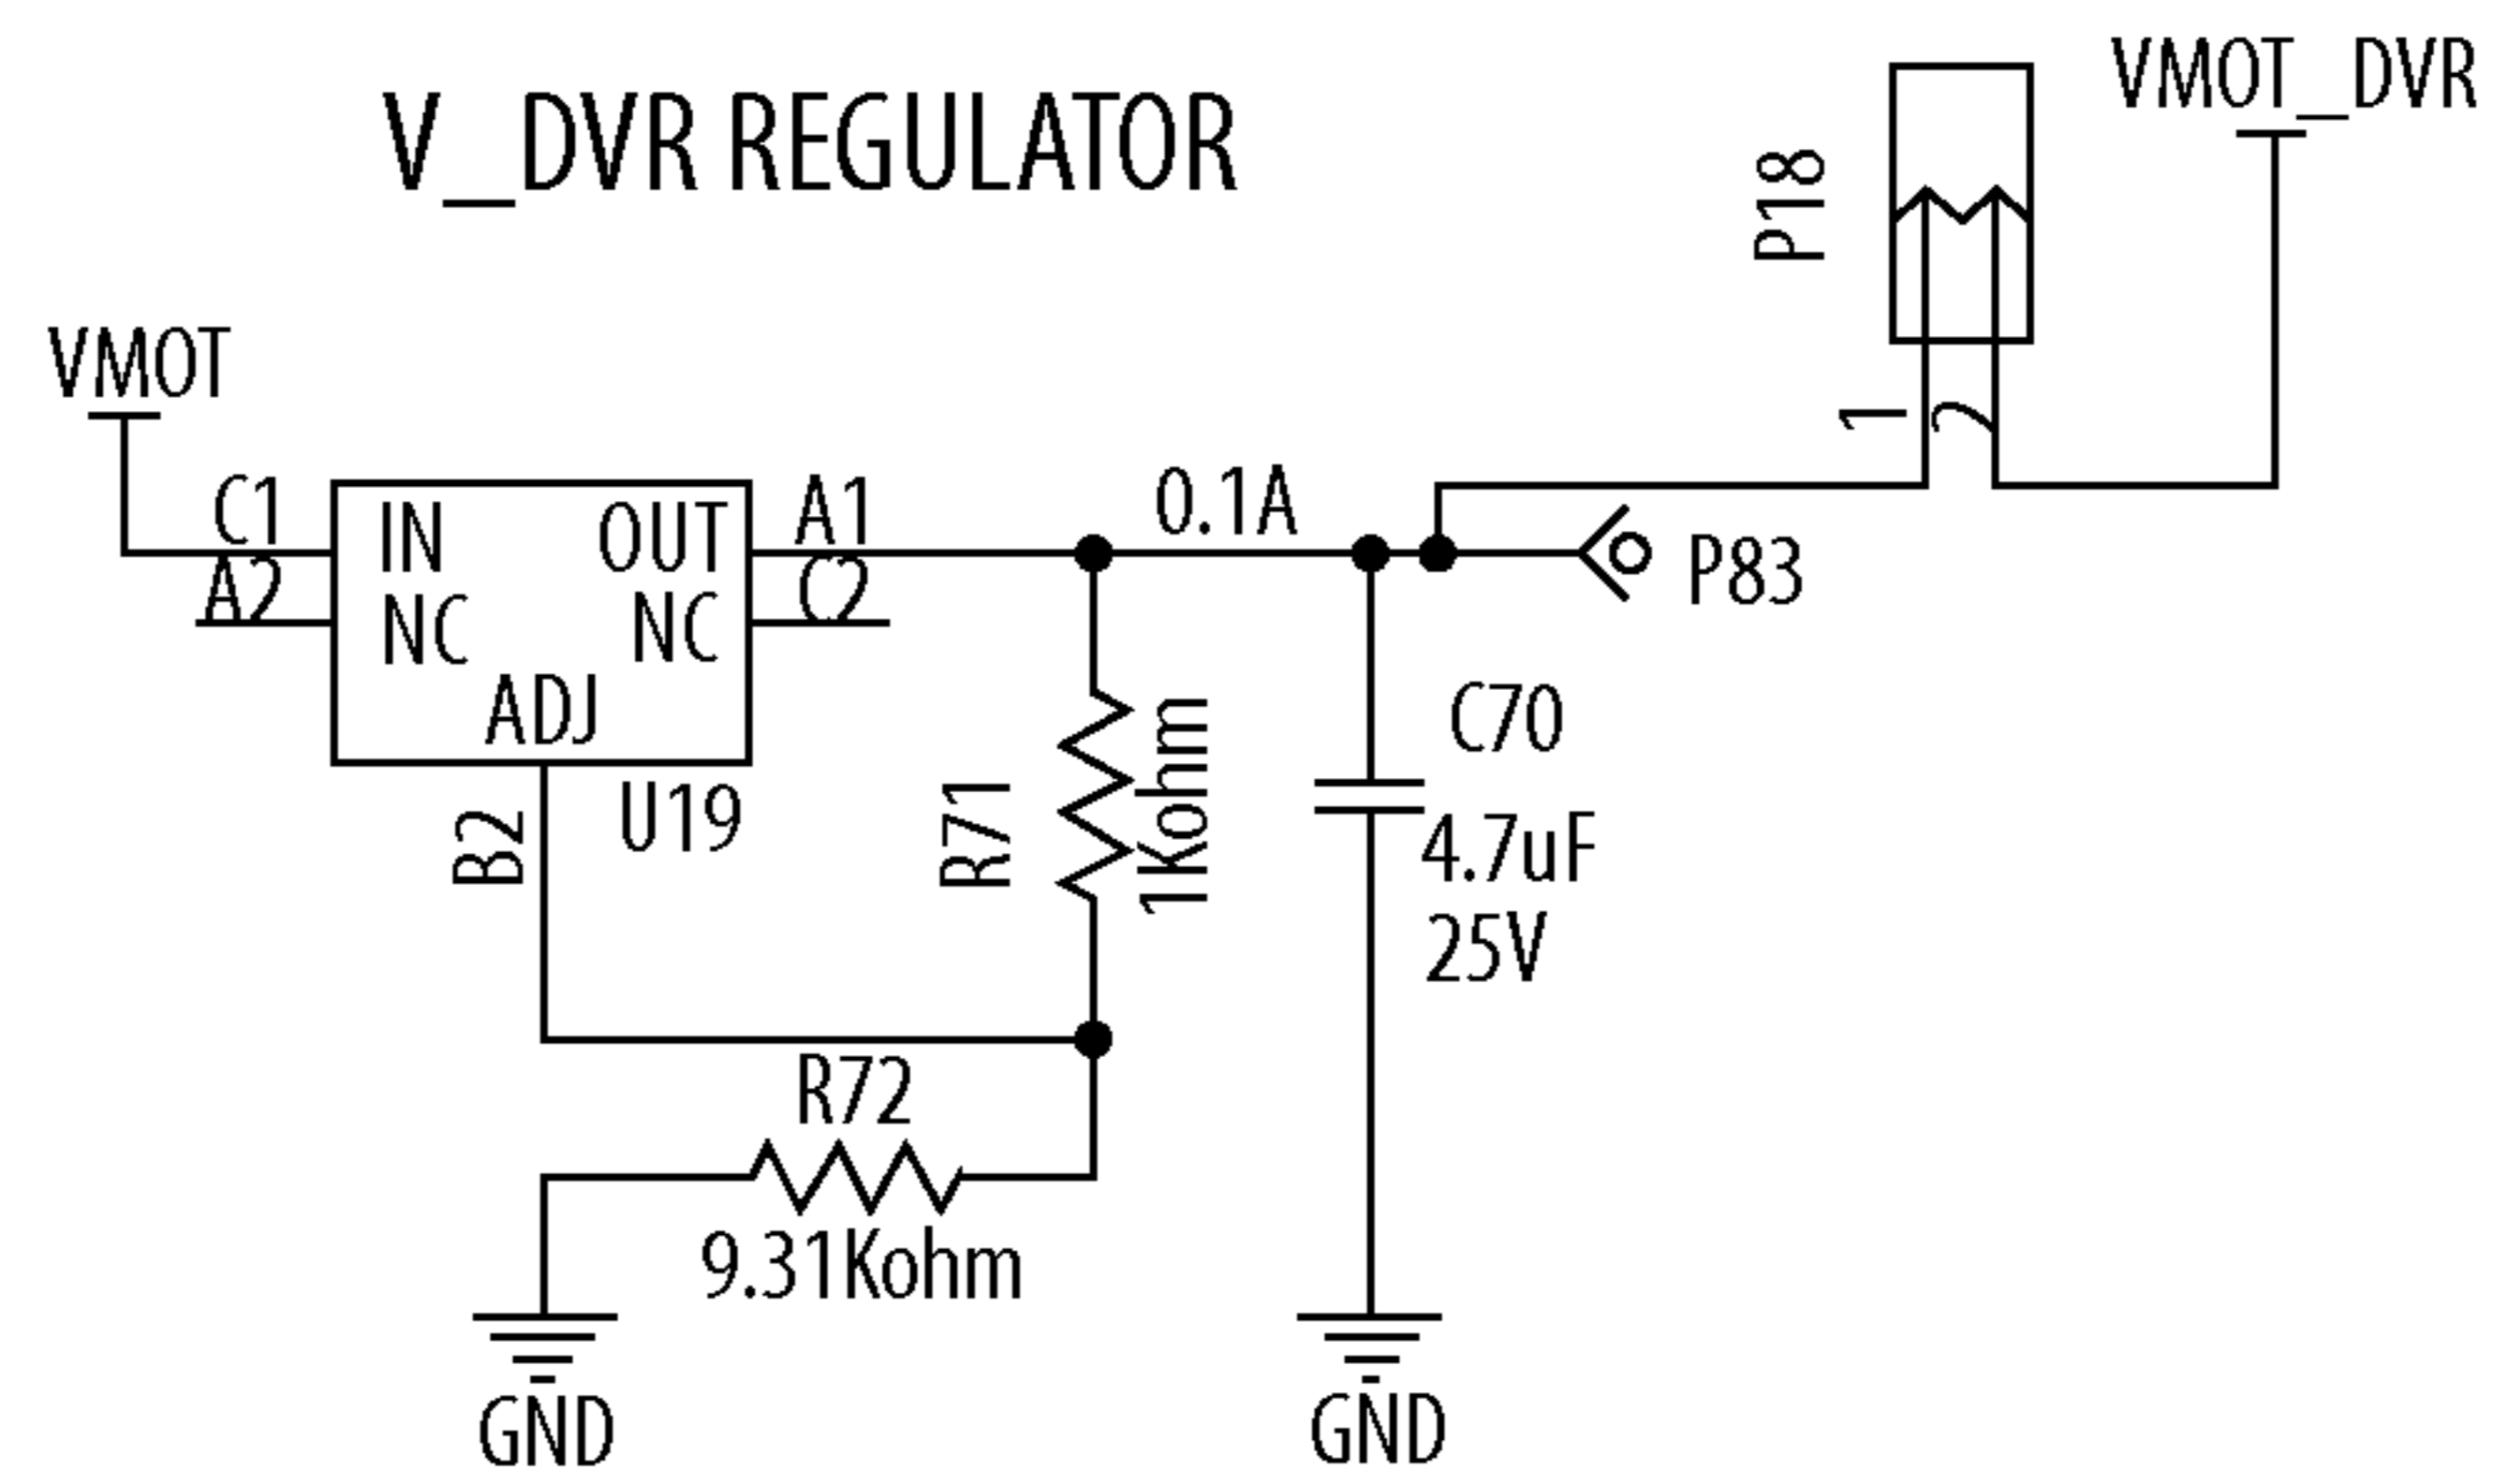 V_DVR REGULATOR
VMOT_DVR
P18
VMOT
1
2
C1
IN
OUT
A1
0.1A
P83
A2
NC
NC
C2
ADJ
U19
B2
R71
1Kohm
C70
4.7uF
25V
R72
9.31Kohm
GND
GND